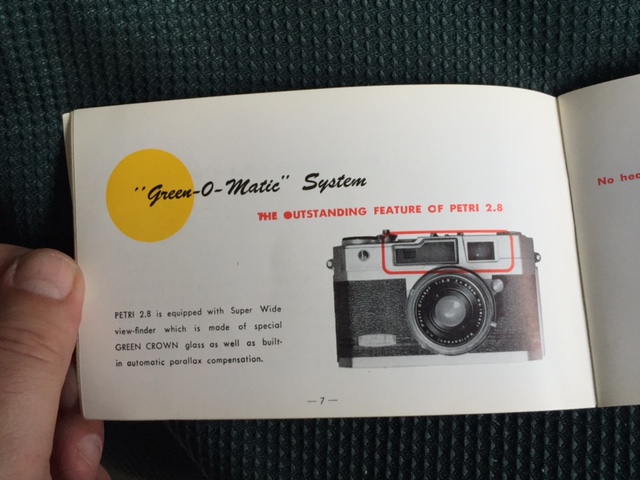 "Green-O-Matic" System
THE OUTSTANDING FEATURE OF PETRI 2.8
No
PETRI 2.8 is equipped with Super Wide
view-finder which is made of special
GREEN CROWN glass as well as built-
in automatic parallax compensation.
— 7 —